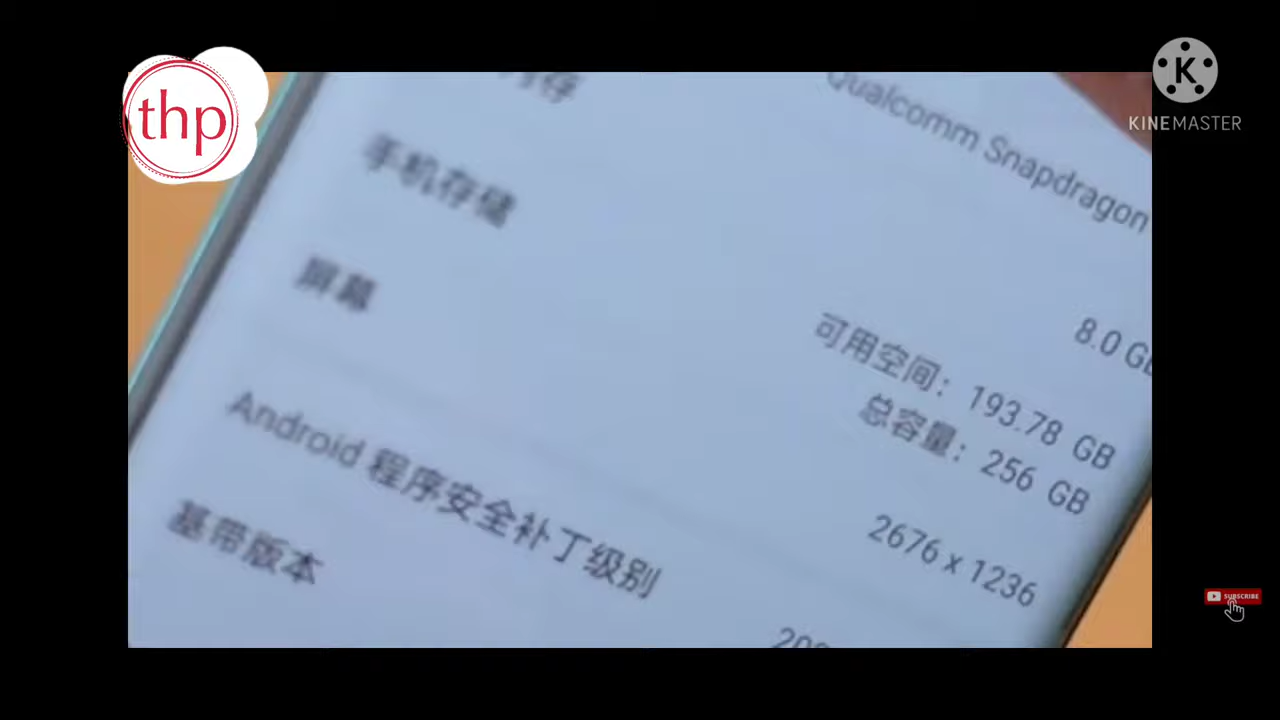 thp
K
KINEMASTER
Qualcomm Snapdragon
手机存储
8.0 GB
屏幕
可用空间: 193.78 GB
总容量: 256 GB
Android 程序安全补丁级别
2676 x 1236
基带版本
SUBSCRIBE